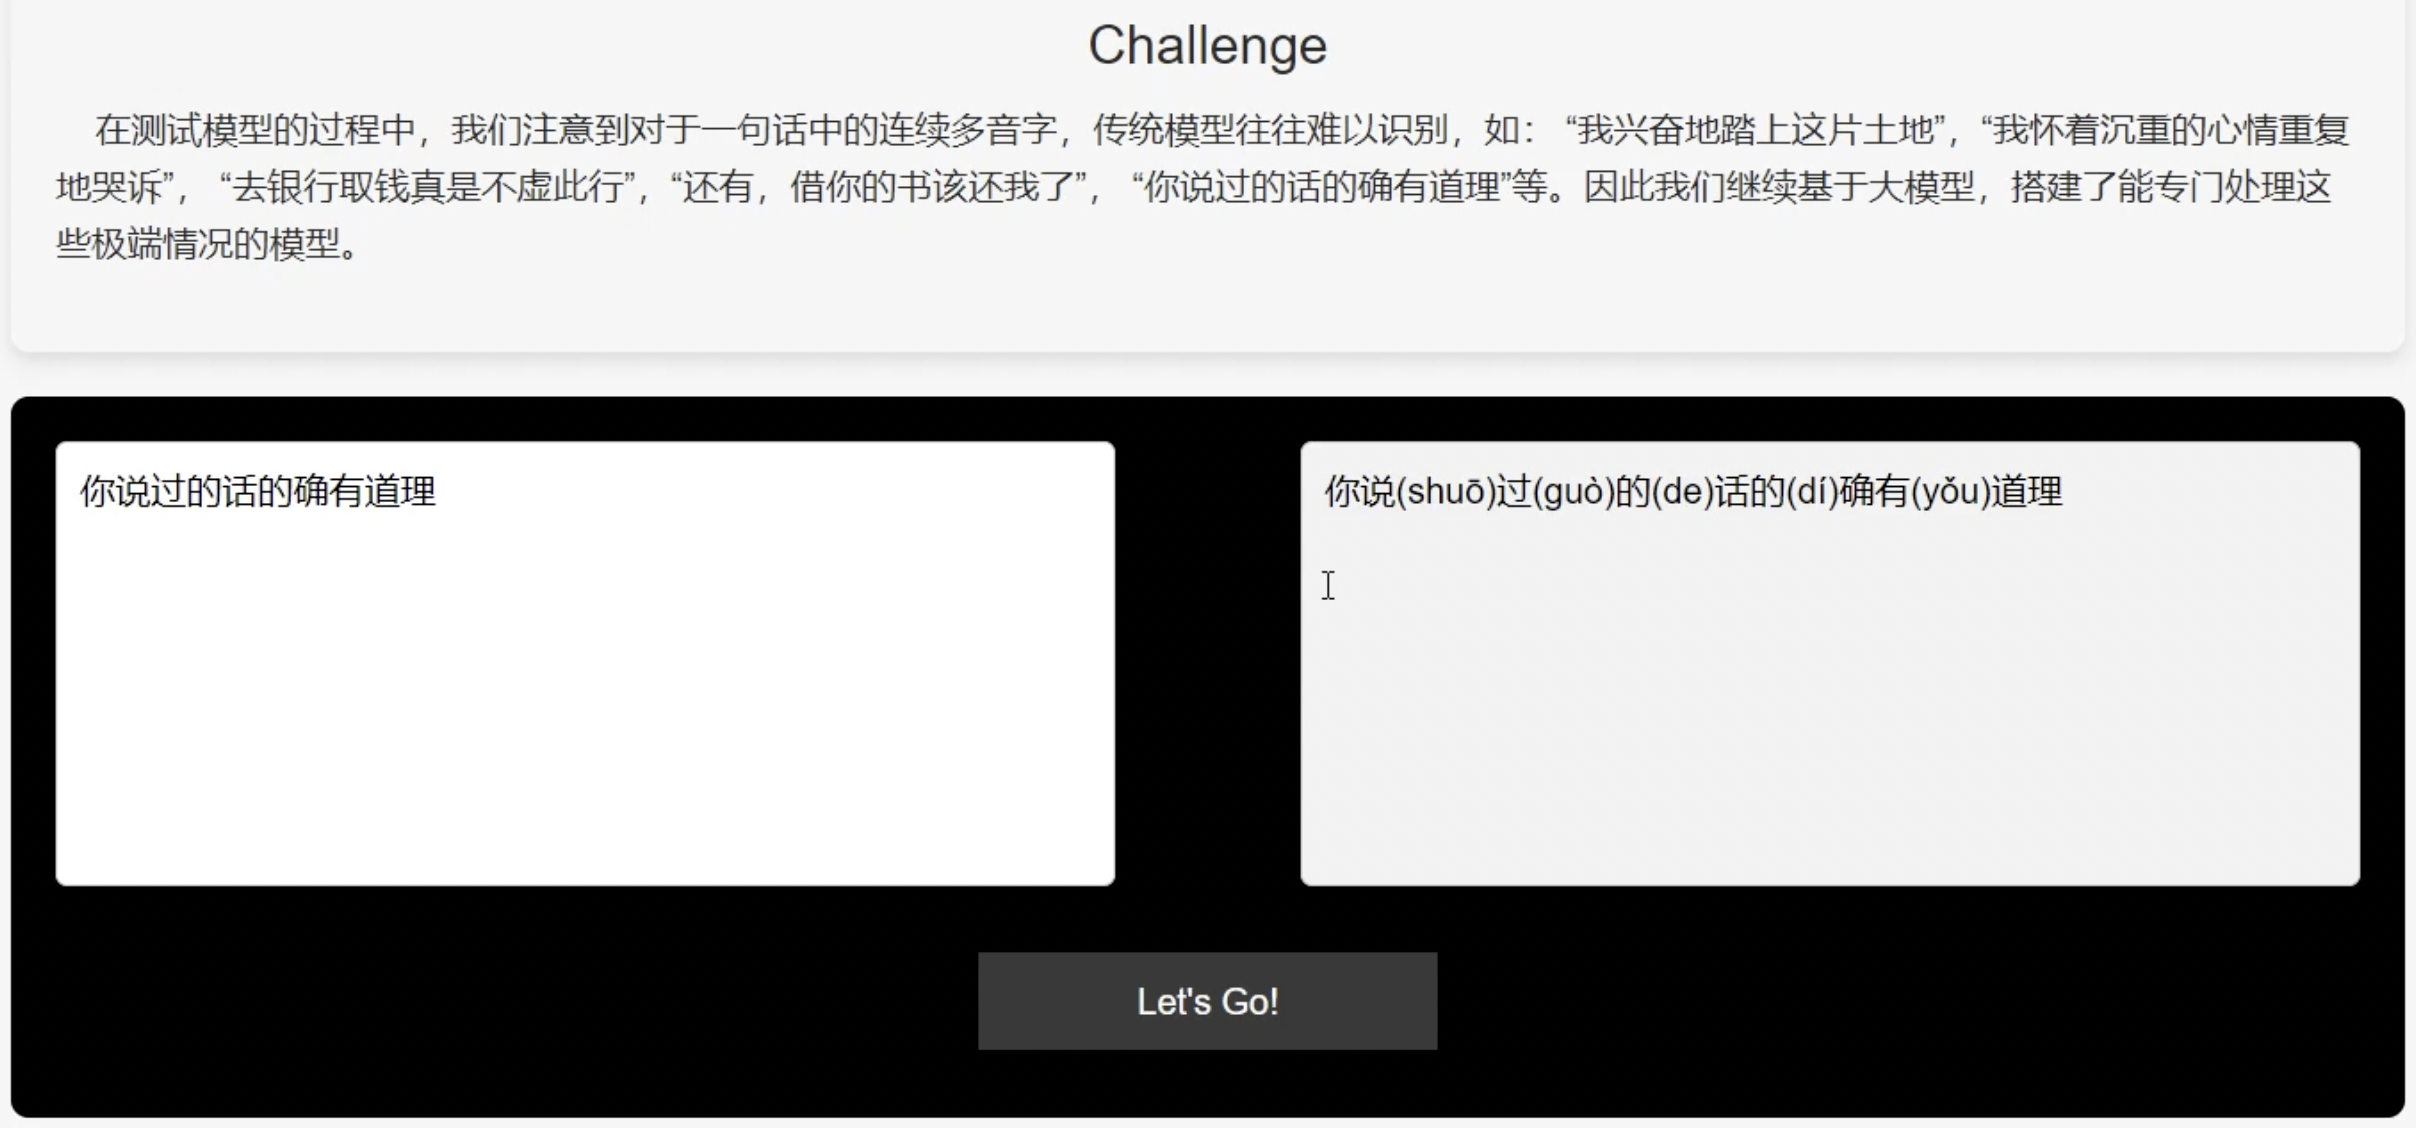 Challenge
在测试模型的过程中，我们注意到对于一句话中的连续多音字，传统模型往往难以识别，如： “我兴奋地踏上这片土地”，“我怀着沉重的心情重复
地哭诉”， “去银行取钱真是不虚此行”，“还有，借你的书该还我了”， “你说过的话的确有道理”等。因此我们继续基于大模型，搭建了能专门处理这
些极端情况的模型。
你说过的话的确有道理
你说(shuō)过(guò)的(de)话的(dí)确有(yǒu)道理
Let's Go!